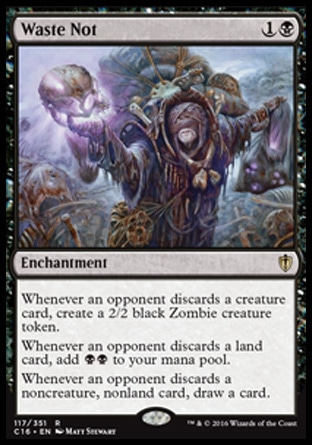 Waste Not 1
Enchantment
Whenever an opponent discards a creature
card, create a 2/2 black Zombie creature
token.
Whenever an opponent discards a land
card, add to your mana pool.
Whenever an opponent discards a
noncreature, nonland card, draw a card.
117/351 R
C16 • EN Matt Stewart ™ & © 2016 Wizards of the Coast